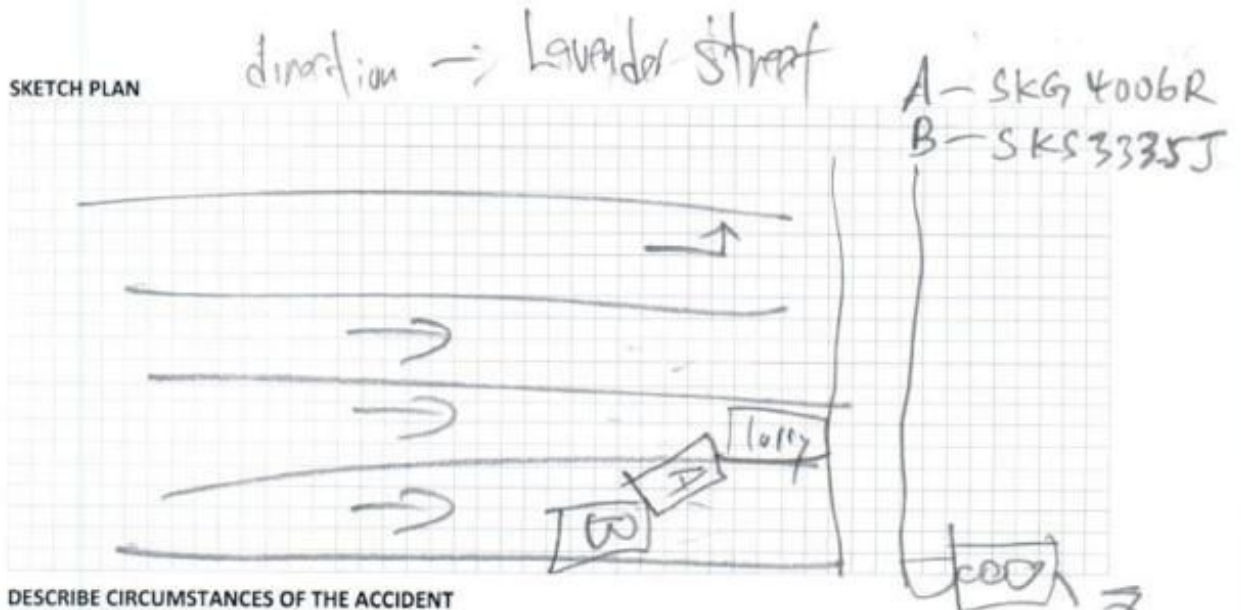 direction -> Lavender Street
SKETCH PLAN
A - SKG 4006R
B - SKS 3335J
lorry
A
B
DESCRIBE CIRCUMSTANCES OF THE ACCIDENT